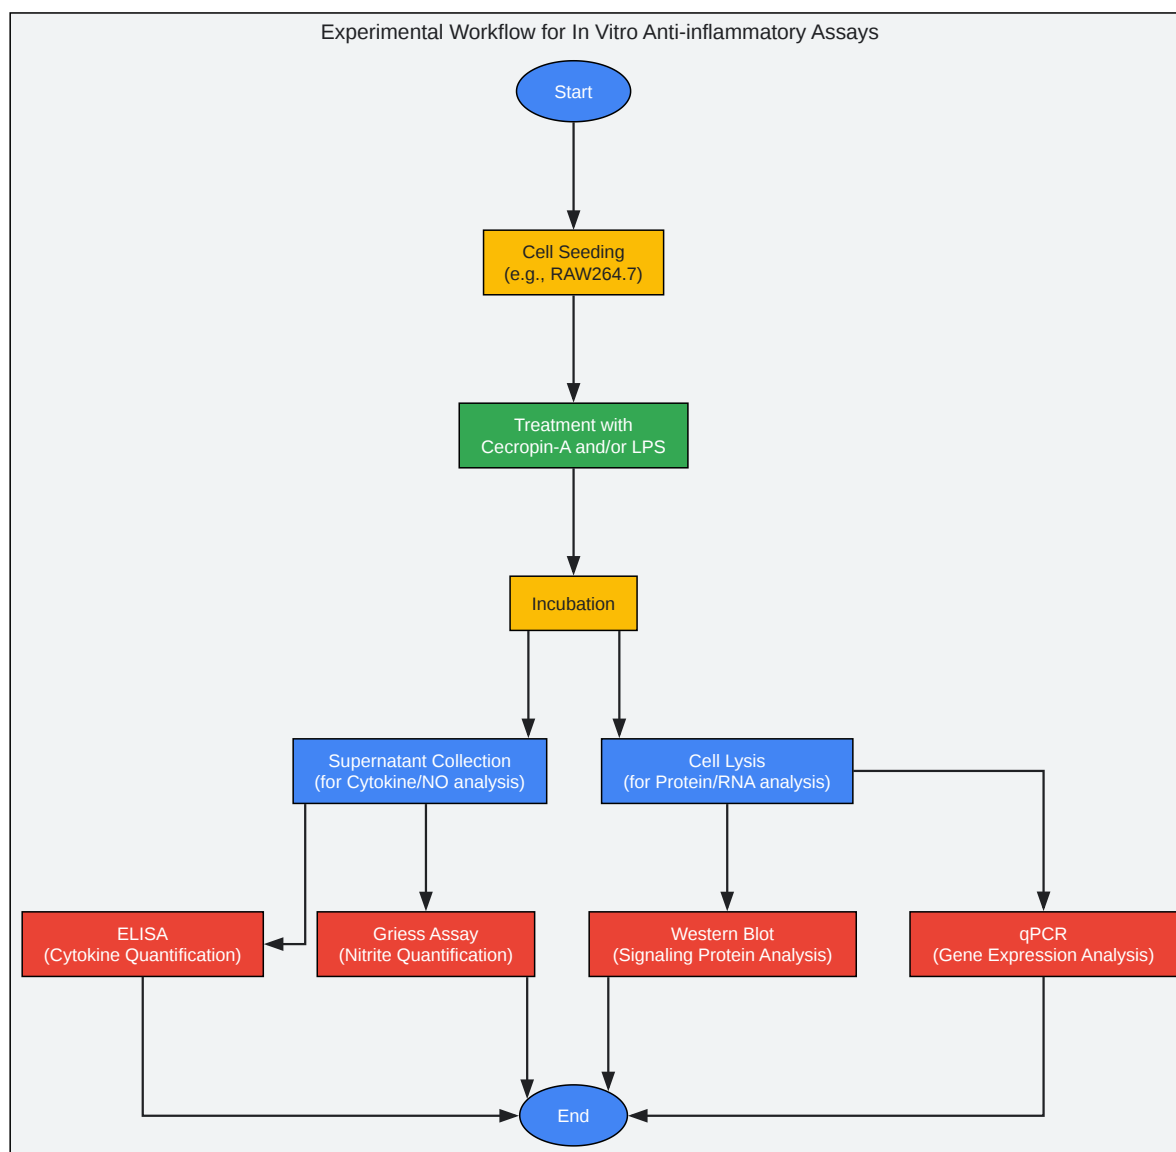 Experimental Workflow for In Vitro Anti-inflammatory Assays
Start
Cell Seeding
(e.g., RAW264.7)
Treatment with
Cecropin-A and/or LPS
Incubation
Supernatant Collection
(for Cytokine/NO analysis)
Cell Lysis
(for Protein/RNA analysis)
ELISA
(Cytokine Quantification)
Griess Assay
(Nitrite Quantification)
Western Blot
(Signaling Protein Analysis)
qPCR
(Gene Expression Analysis)
End